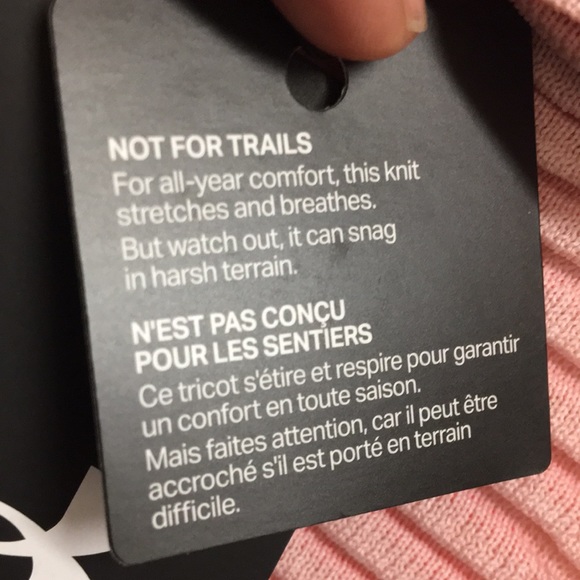 NOT FOR TRAILS
For all-year comfort, this knit
stretches and breathes.
But watch out, it can snag
in harsh terrain.
N'EST PAS CONÇU
POUR LES SENTIERS
Ce tricot s'étire et respire pour garantir
un confort en toute saison.
Mais faites attention, car il peut être
accroché s'il est porté en terrain
difficile.